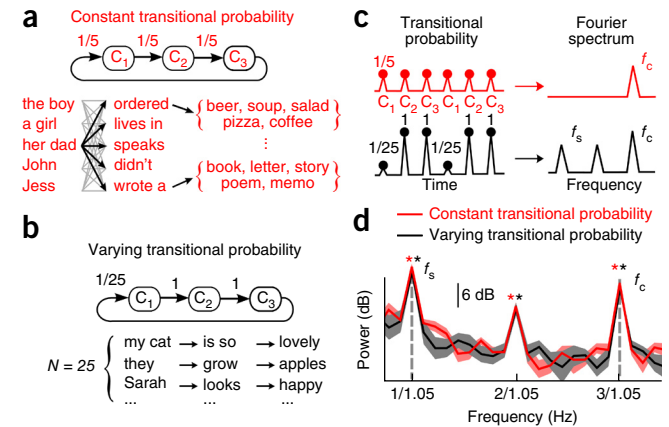 a
Constant transitional probability
1/5 1/5 1/5
C1 C2 C3
the boy ordered
a girl lives in
her dad speaks
John didn't
Jess wrote a
{ beer, soup, salad }
{ pizza, coffee }
⋮
{ book, letter, story }
{ poem, memo }
b
Varying transitional probability
1/25 1 1
C1 C2 C3
N = 25
my cat is so lovely
they grow apples
Sarah looks happy
... ... ...
c
Transitional probability
Fourier spectrum
1/5
C1 C2 C3 C1 C2 C3
fc
1/25 1 1 1/25 1 1
fs fc
Time
Frequency
d
Constant transitional probability
Varying transitional probability
** fs
6 dB
**
** fc
Power (dB)
1/1.05 2/1.05 3/1.05
Frequency (Hz)